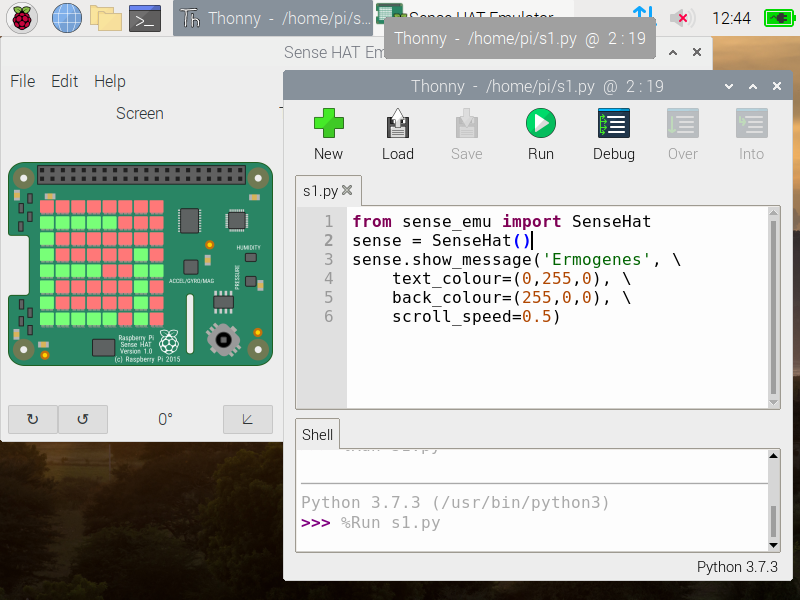 Thonny - /home/pi/s...
Sense HAT Emulator
12:44
Thonny - /home/pi/s1.py @ 2 : 19
Sense HAT Em
File Edit Help
Screen
Thonny - /home/pi/s1.py @ 2 : 19
New Load Save Run Debug Over Into
s1.py
1 from sense_emu import SenseHat
2 sense = SenseHat()
3 sense.show_message('Ermogenes', \
4 text_colour=(0,255,0), \
5 back_colour=(255,0,0), \
6 scroll_speed=0.5)
HUMIDITY
PRESSURE
ACCEL/GYRO/MAG
Raspberry Pi
Sense HAT
Version 1.0
(c) Raspberry Pi 2015
0°
Shell
%Run s1.py
Python 3.7.3 (/usr/bin/python3)
>>> %Run s1.py
Python 3.7.3